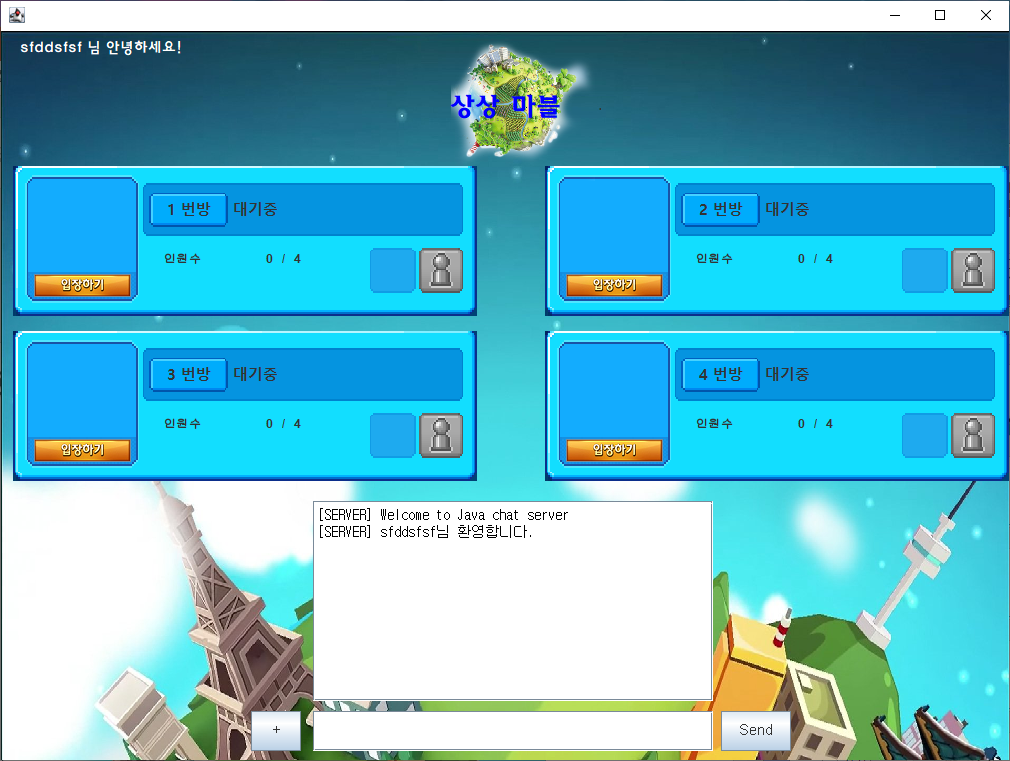 sfddsfsf 님 안녕하세요!
상상 마블
1 번방 대기중
인원수 0 / 4
입장하기
2 번방 대기중
인원수 0 / 4
입장하기
3 번방 대기중
인원수 0 / 4
입장하기
4 번방 대기중
인원수 0 / 4
입장하기
[SERVER] Welcome to Java chat server
[SERVER] sfddsfsf님 환영합니다.
+ Send